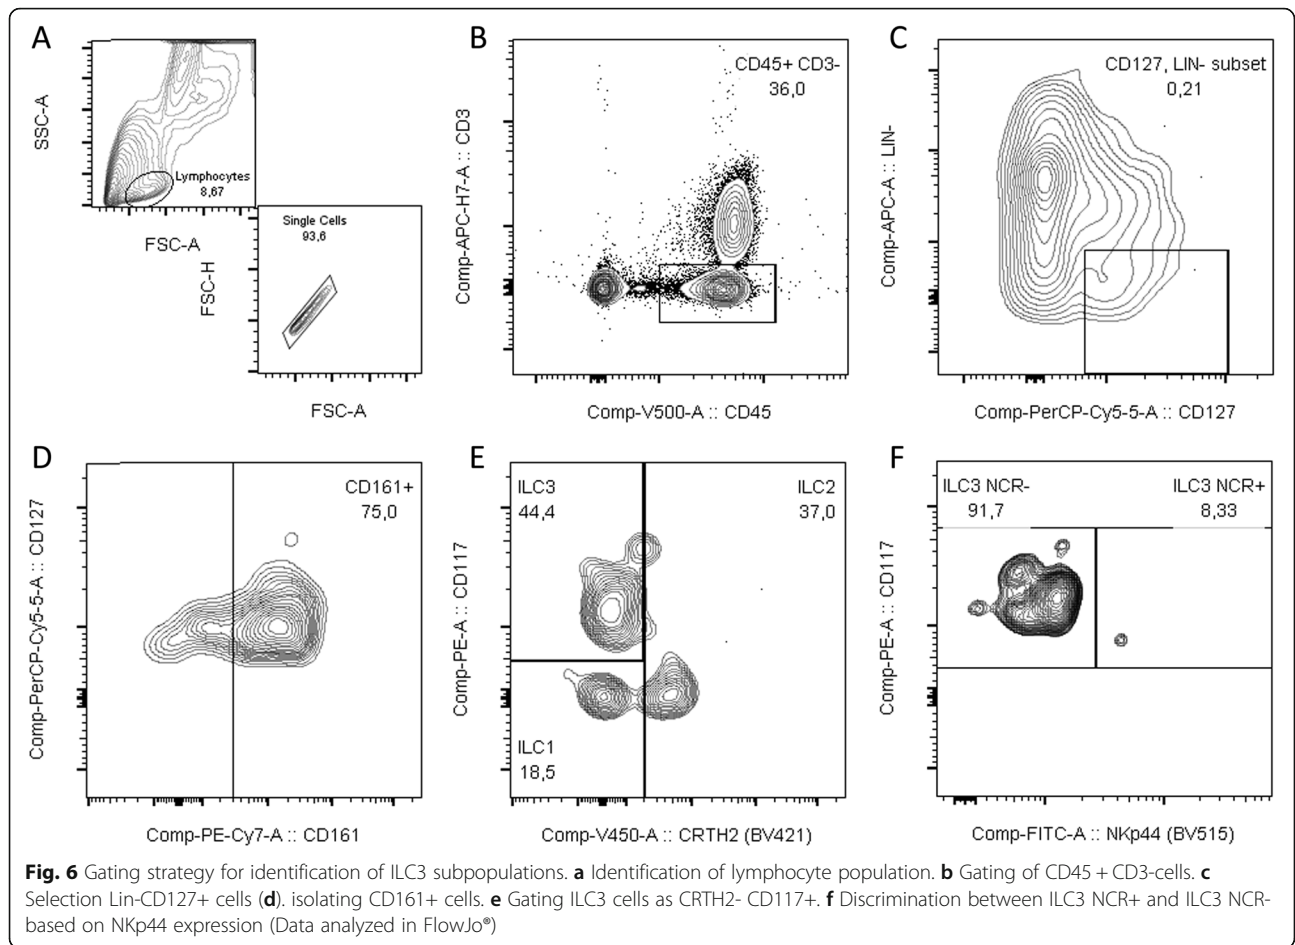 A
SSC-A
Lymphocytes
8,67
FSC-A
Single Cells
93,6
FSC-H
FSC-A
B
CD45+ CD3-
36,0
Comp-APC-H7-A :: CD3
Comp-V500-A :: CD45
C
CD127, LIN- subset
0,21
Comp-APC-A :: LIN-
Comp-PerCP-Cy5-5-A :: CD127
D
CD161+
75,0
Comp-PerCP-Cy5-5-A :: CD127
Comp-PE-Cy7-A :: CD161
E
ILC3
44,4
ILC2
37,0
ILC1
18,5
Comp-PE-A :: CD117
Comp-V450-A :: CRTH2 (BV421)
F
ILC3 NCR-
91,7
ILC3 NCR+
8,33
Comp-PE-A :: CD117
Comp-FITC-A :: NKp44 (BV515)
Fig. 6 Gating strategy for identification of ILC3 subpopulations. a Identification of lymphocyte population. b Gating of CD45 + CD3-cells. c
Selection Lin-CD127+ cells (d). isolating CD161+ cells. e Gating ILC3 cells as CRTH2- CD117+. f Discrimination between ILC3 NCR+ and ILC3 NCR-
based on NKp44 expression (Data analyzed in FlowJo®)